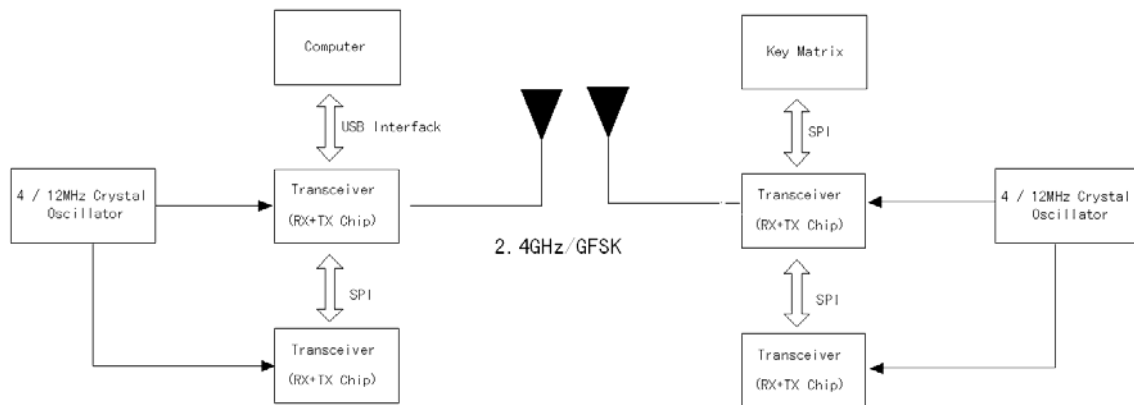 Computer
Key Matrix
USB Interfack
SPI
4 / 12MHz Crystal
Oscillator
Transceiver
(RX+TX Chip)
Transceiver
(RX+TX Chip)
4 / 12MHz Crystal
Oscillator
2.4GHz/GFSK
SPI
SPI
Transceiver
(RX+TX Chip)
Transceiver
(RX+TX Chip)